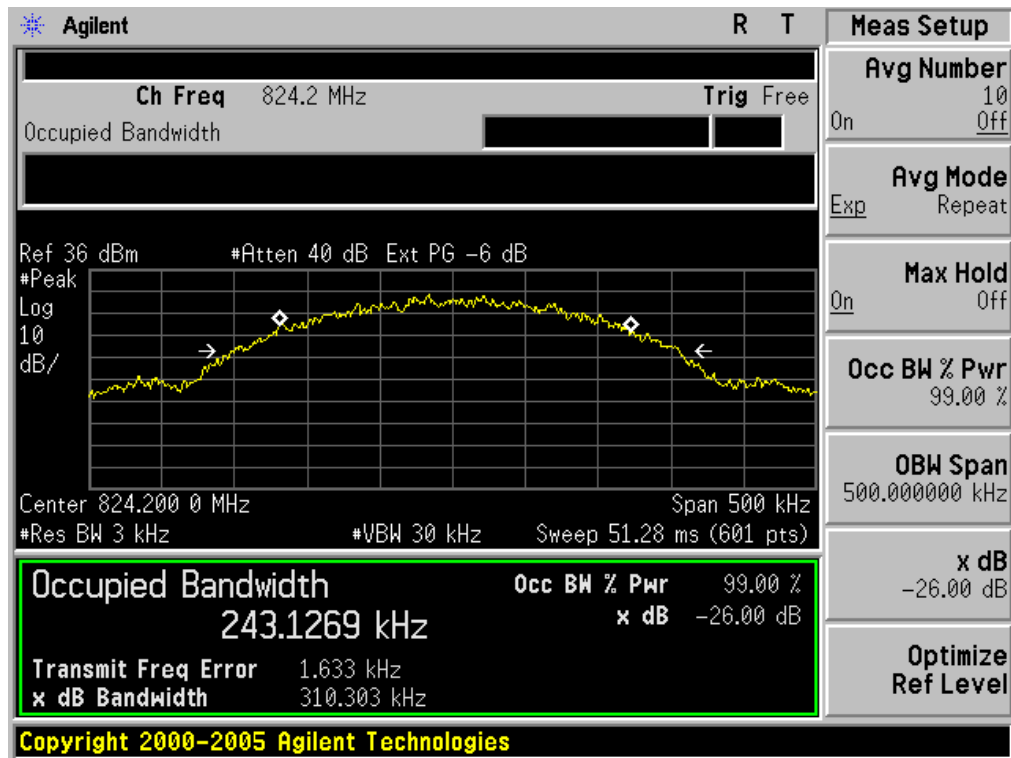 Agilent R T
Ch Freq 824.2 MHz Trig Free
Occupied Bandwidth
Ref 36 dBm #Atten 40 dB Ext PG -6 dB
#Peak
Log
10
dB/
Center 824.200 0 MHz Span 500 kHz
#Res BW 3 kHz #VBW 30 kHz Sweep 51.28 ms (601 pts)
Occupied Bandwidth Occ BW % Pwr 99.00 %
243.1269 kHz x dB -26.00 dB
Transmit Freq Error 1.633 kHz
x dB Bandwidth 310.303 kHz
Copyright 2000-2005 Agilent Technologies
Meas Setup
Avg Number
10
On Off
Avg Mode
Exp Repeat
Max Hold
On Off
Occ BW % Pwr
99.00 %
OBW Span
500.000000 kHz
x dB
-26.00 dB
Optimize
Ref Level